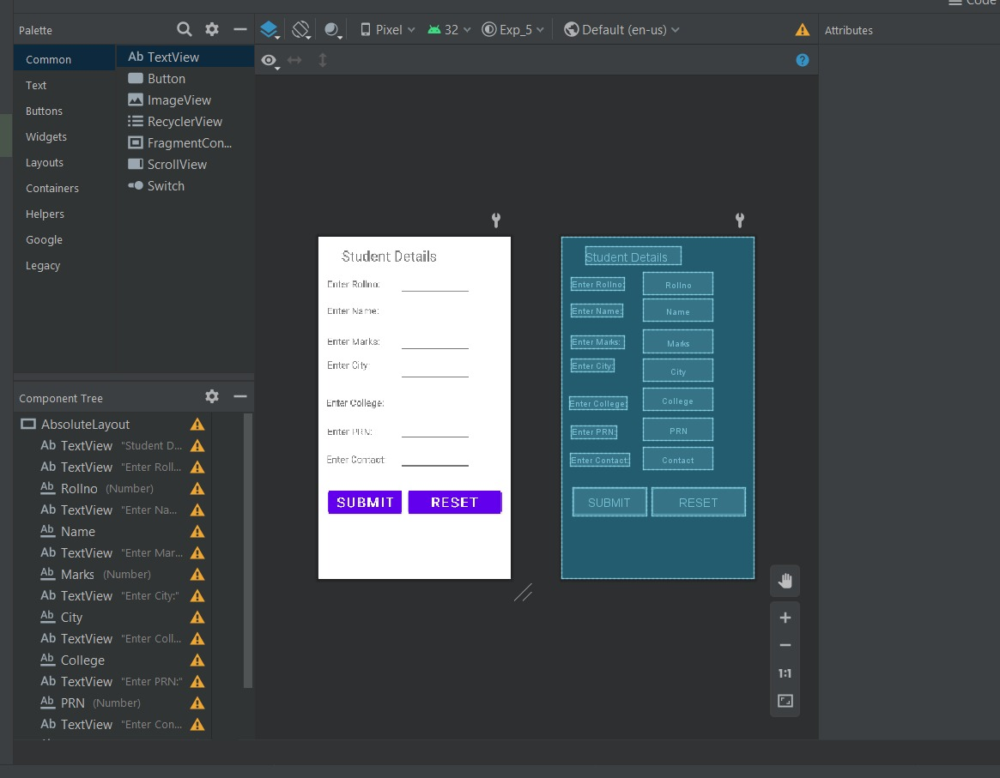 Code
Palette
Pixel 32 Exp_5 Default (en-us)
Attributes
Common
Text
Buttons
Widgets
Layouts
Containers
Helpers
Google
Legacy
Ab TextView
Button
ImageView
RecyclerView
FragmentCon...
ScrollView
Switch
?
Student Details
Enter Rollno:
Enter Name:
Enter Marks:
Enter City:
Enter College:
Enter PRN:
Enter Contact:
SUBMIT RESET
Student Details
Enter Rollno: Rollno
Enter Name: Name
Enter Marks: Marks
Enter City: City
Enter College: College
Enter PRN: PRN
Enter Contact: Contact
SUBMIT RESET
1:1
Component Tree
AbsoluteLayout
Ab TextView "Student D...
Ab TextView "Enter Roll...
Ab Rollno (Number)
Ab TextView "Enter Na...
Ab Name
Ab TextView "Enter Mar...
Ab Marks (Number)
Ab TextView "Enter City:"
Ab City
Ab TextView "Enter Coll...
Ab College
Ab TextView "Enter PRN:"
Ab PRN (Number)
Ab TextView "Enter Con...